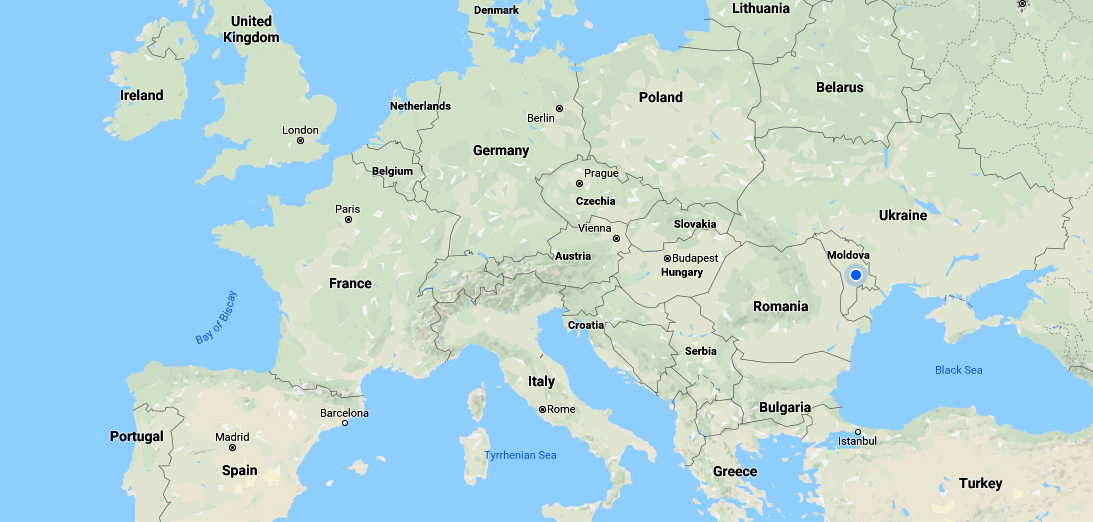 Denmark
Lithuania
United
Kingdom
Ireland
Netherlands
Belarus
Poland
Berlin
London
Germany
Belgium
Prague
Czechia
Paris
Ukraine
Slovakia
Vienna
Moldova
Austria
Budapest
Hungary
France
Romania
Bay of Biscay
Croatia
Serbia
Black Sea
Italy
Rome
Bulgaria
Barcelona
Portugal
Madrid
Istanbul
Tyrrhenian Sea
Spain
Greece
Turkey